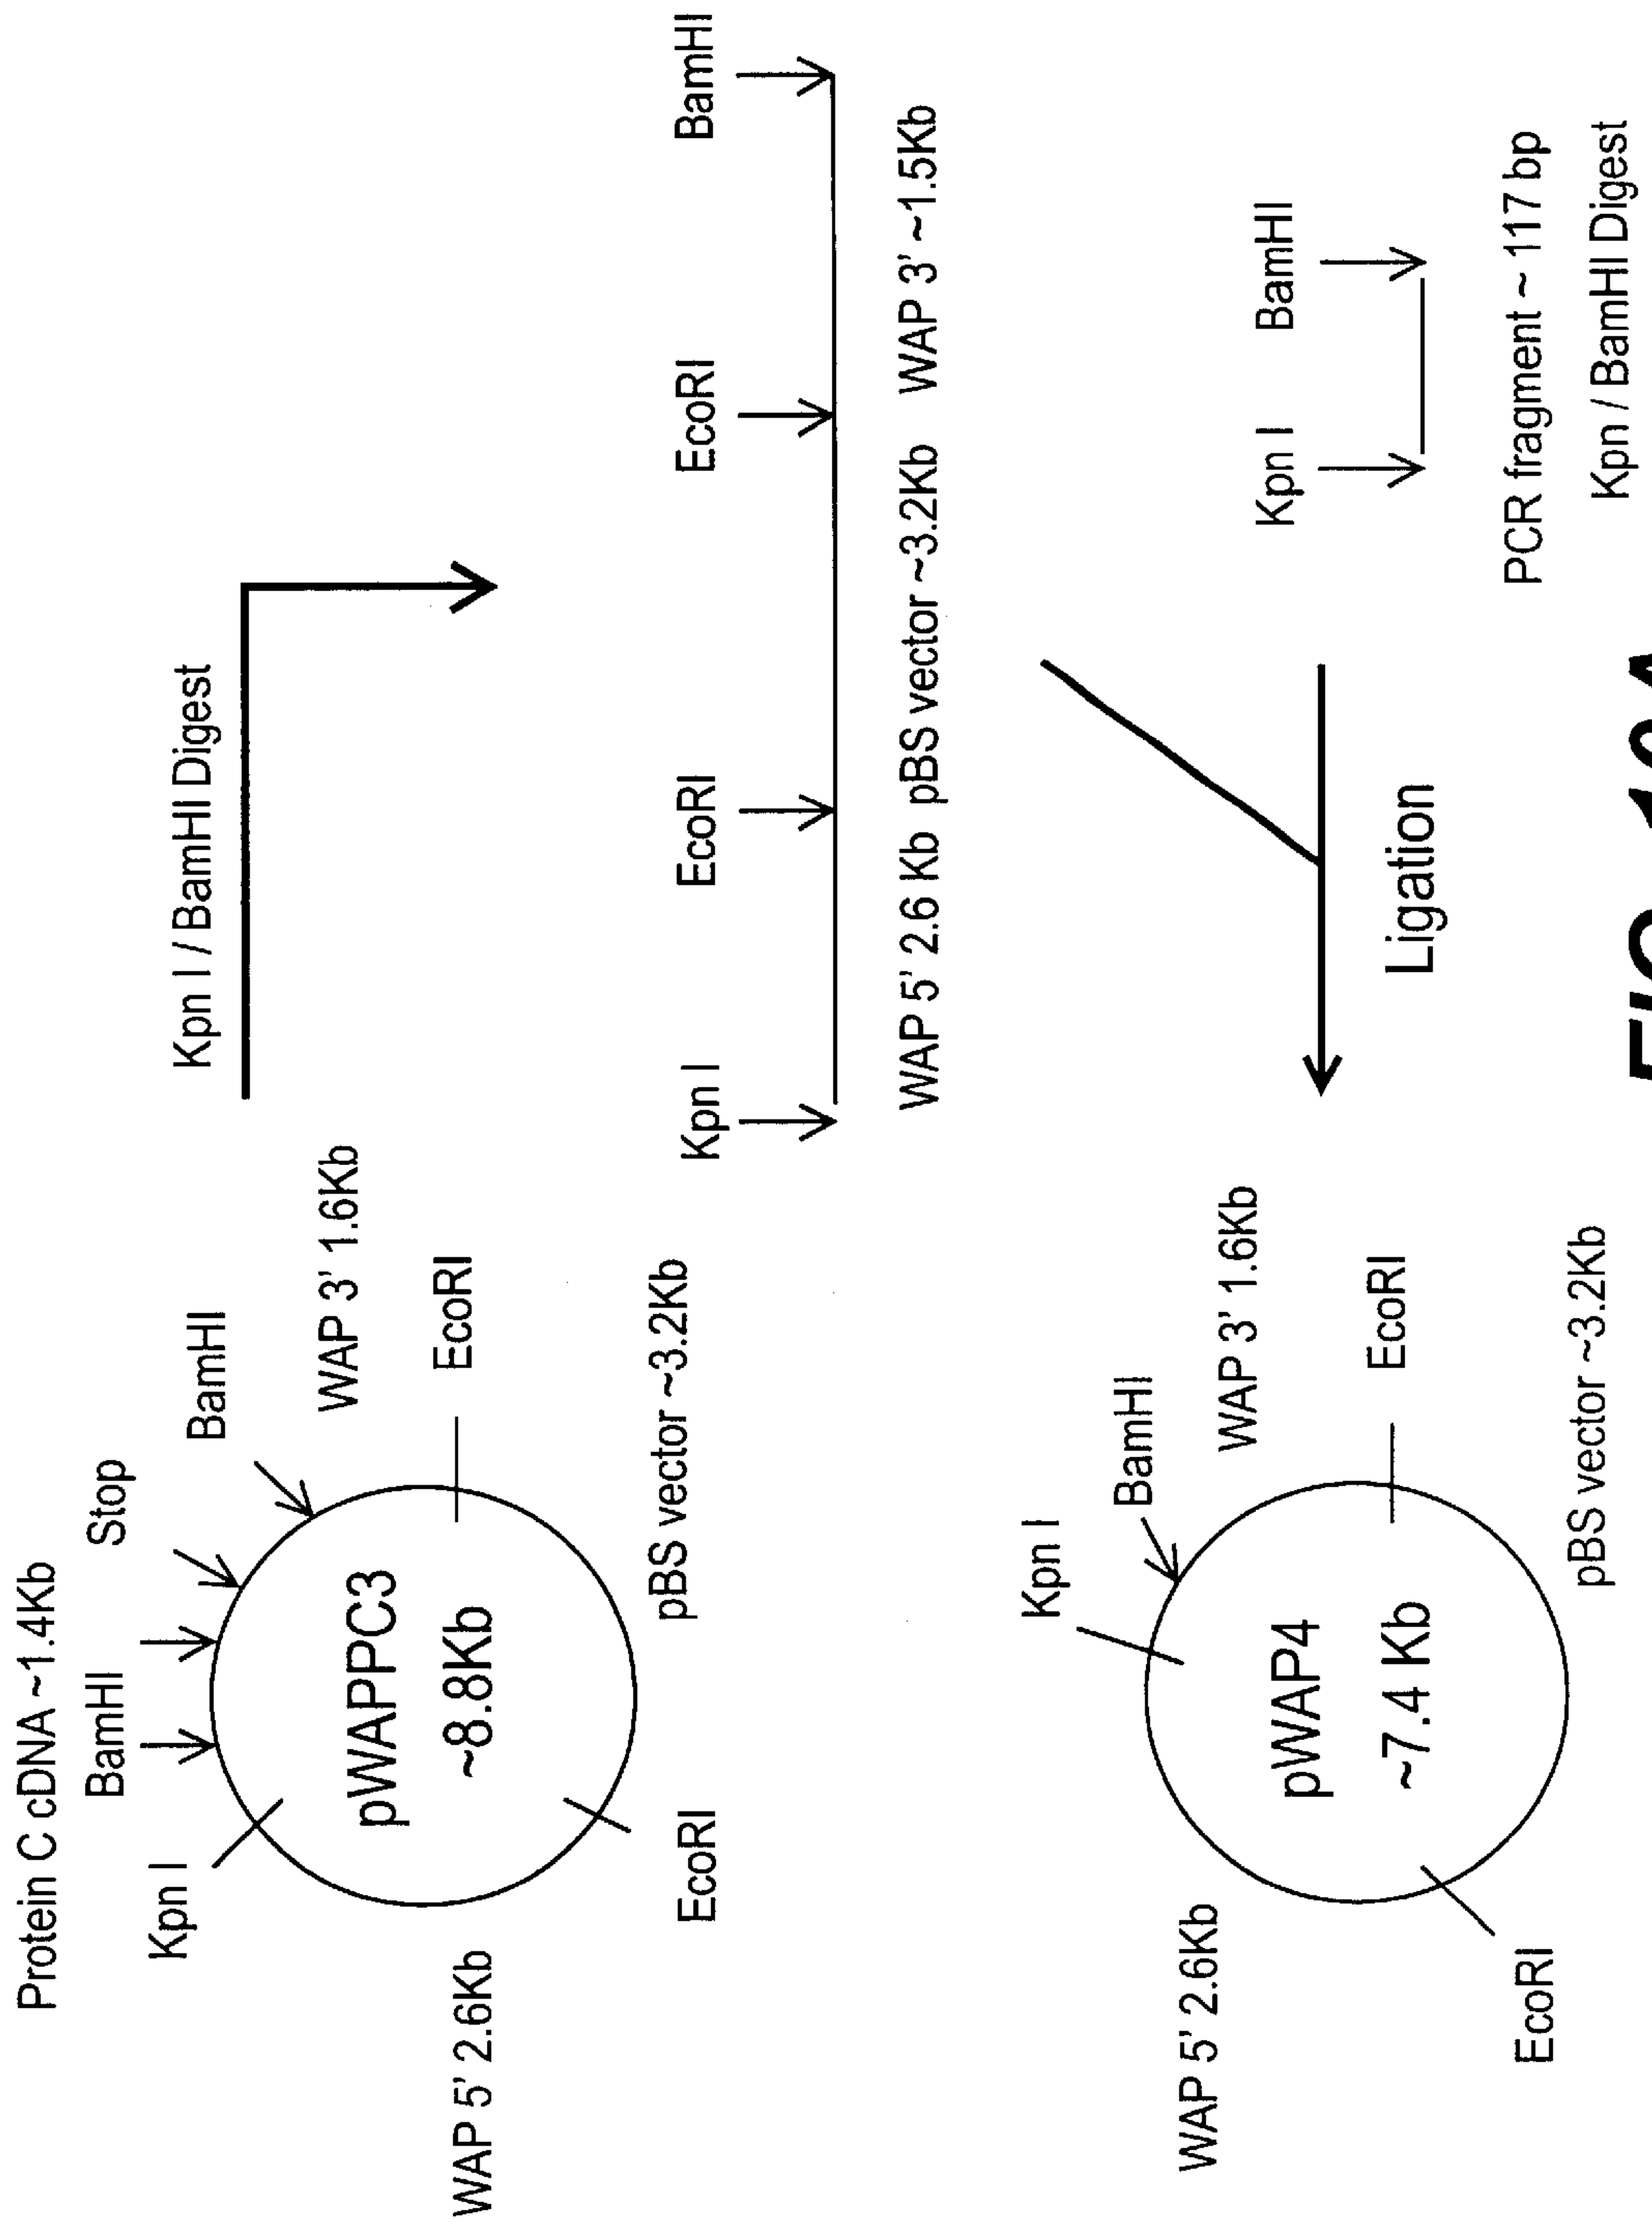 Protein C cDNA ~1.4Kb
BamHI
Stop
Kpn I
BamHI
pWAPPC3
~8.8Kb
WAP 3' 1.6Kb
EcoRI
WAP 5' 2.6Kb
EcoRI
pBS vector ~3.2Kb
Kpn I / BamHI Digest
Kpn I
EcoRI
EcoRI
BamHI
WAP 5' 2.6 Kb pBS vector ~3.2Kb WAP 3' ~1.5Kb
Kpn I
BamHI
pWAP4
~7.4 Kb
WAP 5' 2.6Kb
WAP 3' 1.6Kb
EcoRI
EcoRI
pBS vector ~3.2Kb
Ligation
Kpn I
BamHI
PCR fragment ~ 117 bp
Kpn / BamHI Digest
FIG.